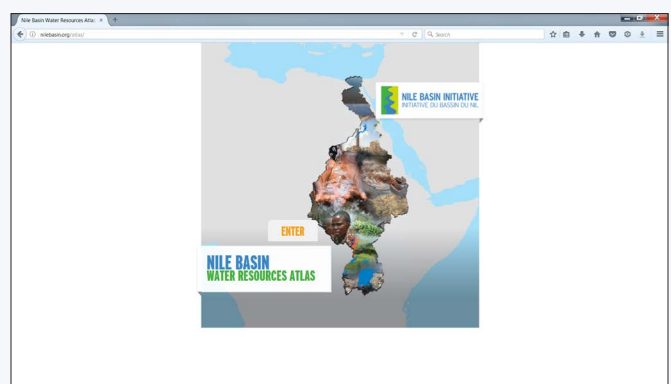 Nile Basin Water Resources Atlas
nilebasin.org/atlas/
Search
NILE BASIN INITIATIVE
INITIATIVE DU BASSIN DU NIL
ENTER
NILE BASIN
WATER RESOURCES ATLAS